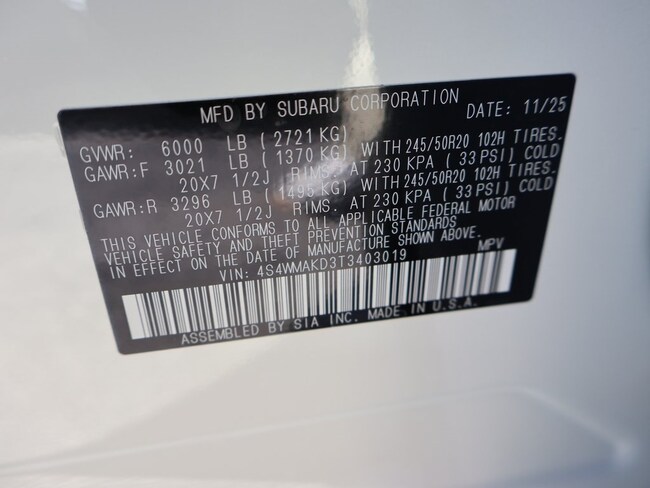 MFD BY SUBARU CORPORATION DATE: 11/25
GVWR: 6000 LB ( 2721 KG)
GAWR:F 3021 LB ( 1370 KG) WITH 245/50R20 102H TIRES.
20X7 1/2J RIMS. AT 230 KPA ( 33 PSI) COLD
GAWR:R 3296 LB ( 1495 KG) WITH 245/50R20 102H TIRES.
20X7 1/2J RIMS. AT 230 KPA ( 33 PSI) COLD
THIS VEHICLE CONFORMS TO ALL APPLICABLE FEDERAL MOTOR
VEHICLE SAFETY AND THEFT PREVENTION STANDARDS
IN EFFECT ON THE DATE OF MANUFACTURE SHOWN ABOVE.
VIN: 4S4WMAKD3T3403019 MPV
ASSEMBLED BY SIA INC. MADE IN U.S.A.